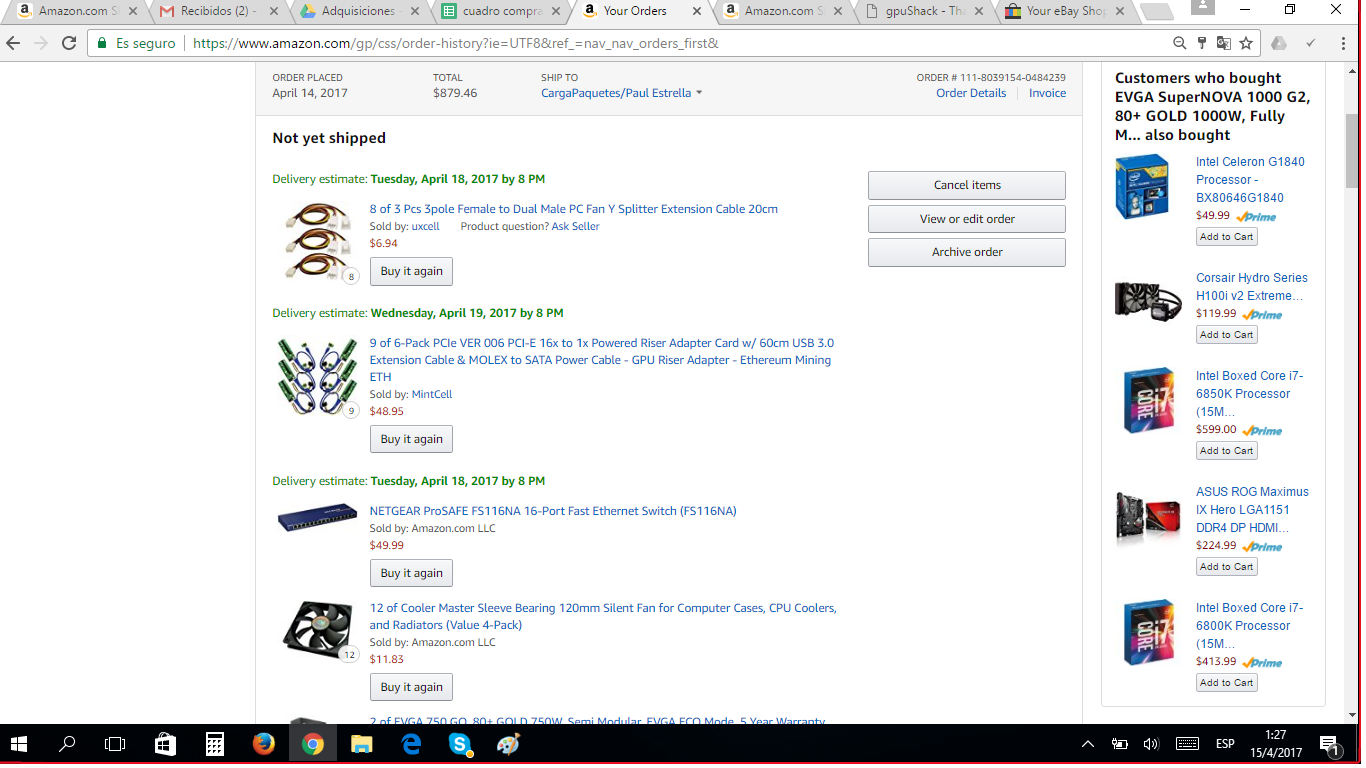 Amazon.com S
Recibidos (2) -
Adquisiciones -
cuadro compra
Your Orders
Amazon.com S
gpuShack - Tha
Your eBay Shop
Es seguro
https://www.amazon.com/gp/css/order-history?ie=UTF8&ref_=nav_nav_orders_first&
ORDER PLACED
April 14, 2017
TOTAL
$879.46
SHIP TO
CargaPaquetes/Paul Estrella
ORDER # 111-8039154-0484239
Order Details
Invoice
Not yet shipped
Delivery estimate: Tuesday, April 18, 2017 by 8 PM
8 of 3 Pcs 3pole Female to Dual Male PC Fan Y Splitter Extension Cable 20cm
Sold by: uxcell
Product question? Ask Seller
$6.94
8
Buy it again
Cancel items
View or edit order
Archive order
Delivery estimate: Wednesday, April 19, 2017 by 8 PM
9 of 6-Pack PCIe VER 006 PCI-E 16x to 1x Powered Riser Adapter Card w/ 60cm USB 3.0
Extension Cable & MOLEX to SATA Power Cable - GPU Riser Adapter - Ethereum Mining
ETH
Sold by: MintCell
9
$48.95
Buy it again
Delivery estimate: Tuesday, April 18, 2017 by 8 PM
NETGEAR ProSAFE FS116NA 16-Port Fast Ethernet Switch (FS116NA)
Sold by: Amazon.com LLC
$49.99
Buy it again
12 of Cooler Master Sleeve Bearing 120mm Silent Fan for Computer Cases, CPU Coolers,
and Radiators (Value 4-Pack)
Sold by: Amazon.com LLC
12
$11.83
Buy it again
2 of EVGA 750 GQ, 80+ GOLD 750W, Semi Modular, EVGA ECO Mode, 5 Year Warranty
Customers who bought
EVGA SuperNOVA 1000 G2,
80+ GOLD 1000W, Fully
M... also bought
Intel Celeron G1840
Processor -
BX80646G1840
$49.99 Prime
Add to Cart
Corsair Hydro Series
H100i v2 Extreme...
$119.99 Prime
Add to Cart
Intel Boxed Core i7-
6850K Processor
(15M...
$599.00 Prime
Add to Cart
ASUS ROG Maximus
IX Hero LGA1151
DDR4 DP HDMI...
$224.99 Prime
Add to Cart
Intel Boxed Core i7-
6800K Processor
(15M...
$413.99 Prime
Add to Cart
ESP
1:27
15/4/2017
1